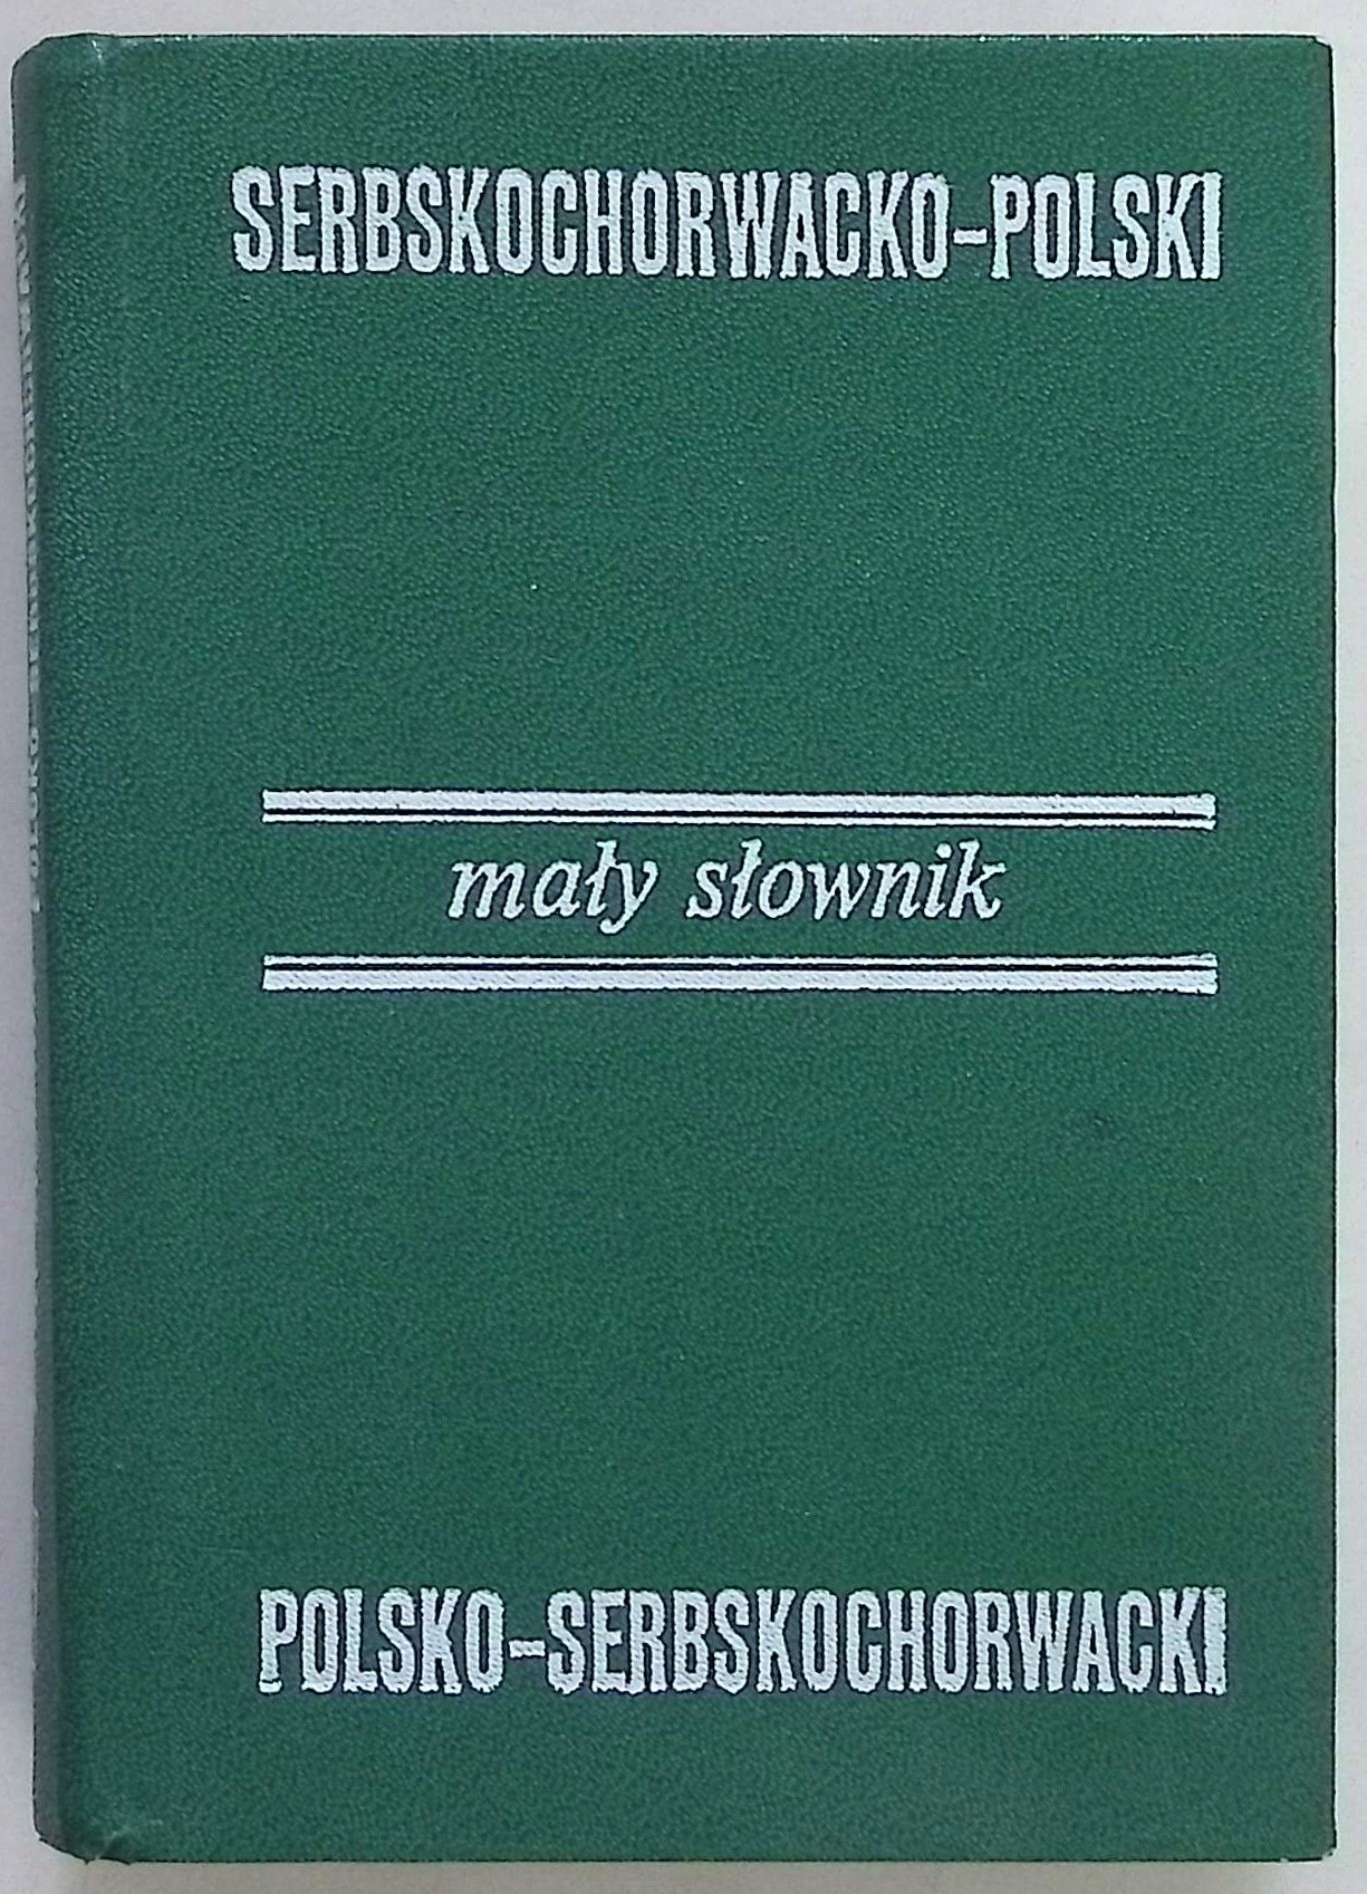 SERBSKOCHORWACKO-POLSKI
mały słownik
POLSKO-SERBSKOCHORWACKI